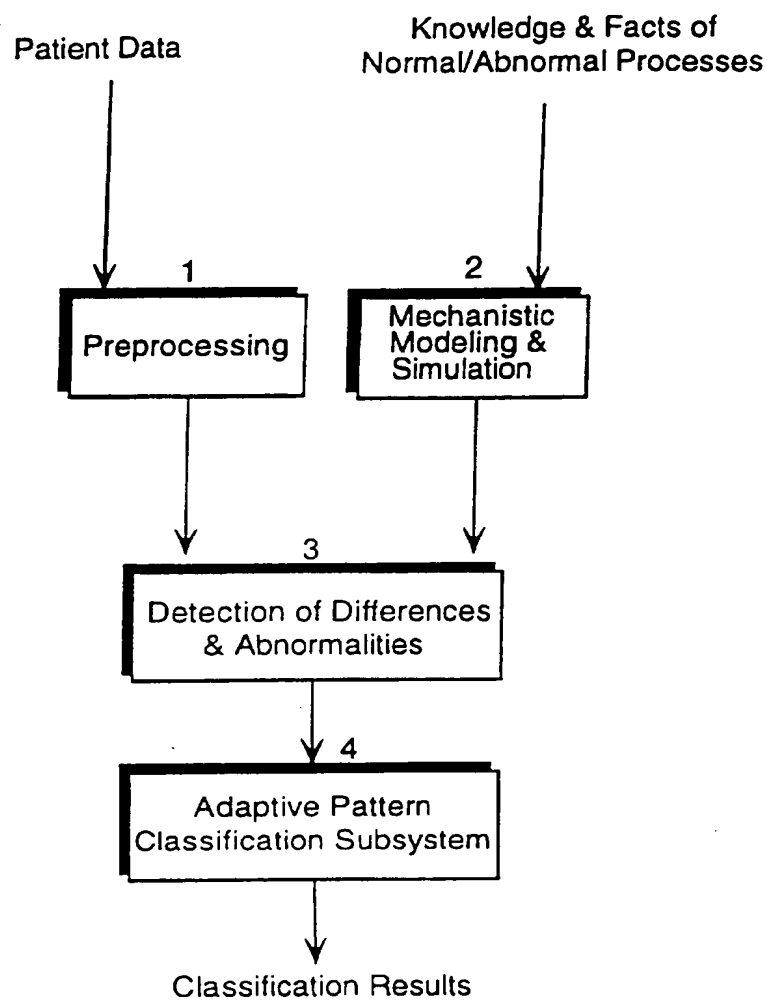 Patient Data
Knowledge & Facts of
Normal/Abnormal Processes
1
Preprocessing
2
Mechanistic
Modeling &
Simulation
3
Detection of Differences
& Abnormalities
4
Adaptive Pattern
Classification Subsystem
Classification Results